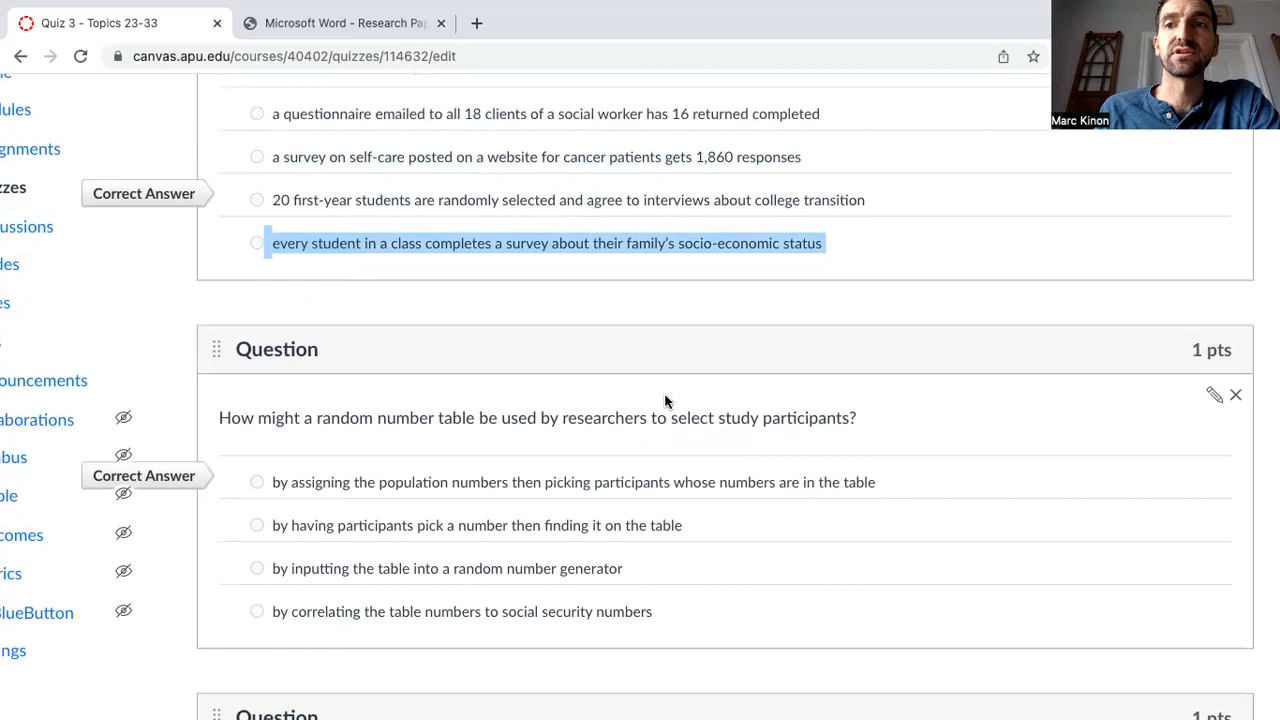 Quiz 3 - Topics 23-33
Microsoft Word - Research Pap
canvas.apu.edu/courses/40402/quizzes/114632/edit
Marc Kinon
dules
gnments
zzes
ussions
des
es
s
ouncements
aborations
bus
ple
comes
rics
BlueButton
ngs
a questionnaire emailed to all 18 clients of a social worker has 16 returned completed
a survey on self-care posted on a website for cancer patients gets 1,860 responses
Correct Answer
20 first-year students are randomly selected and agree to interviews about college transition
every student in a class completes a survey about their family’s socio-economic status
Question
1 pts
How might a random number table be used by researchers to select study participants?
Correct Answer
by assigning the population numbers then picking participants whose numbers are in the table
by having participants pick a number then finding it on the table
by inputting the table into a random number generator
by correlating the table numbers to social security numbers
Question
1 pts